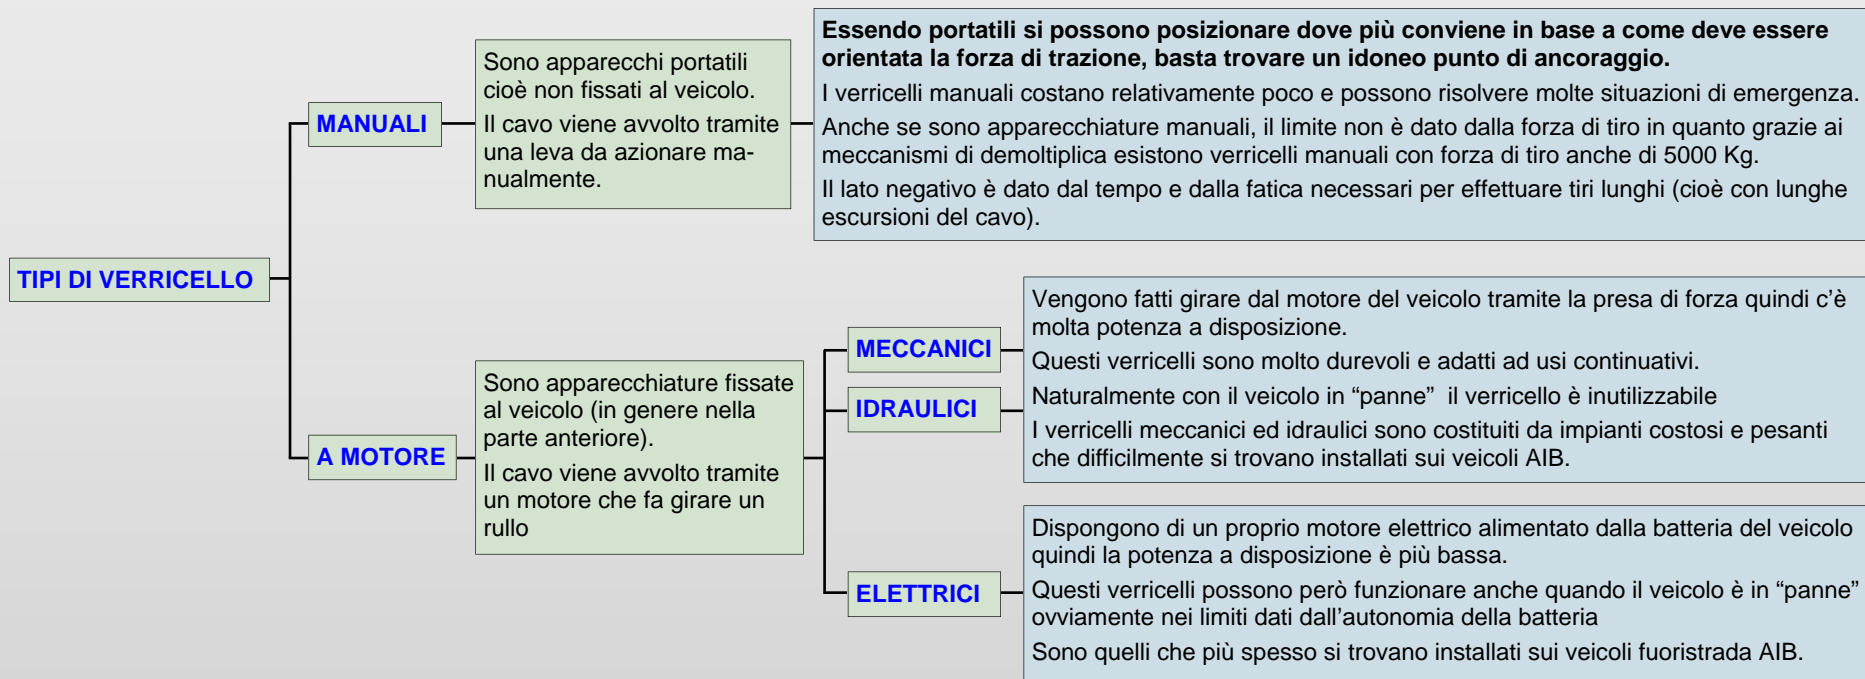 TIPI DI VERRICELLO
MANUALI
Sono apparecchi portatili
cioè non fissati al veicolo.
Il cavo viene avvolto tramite
una leva da azionare ma-
nualmente.
Essendo portatili si possono posizionare dove più conviene in base a come deve essere
orientata la forza di trazione, basta trovare un idoneo punto di ancoraggio.
I verricelli manuali costano relativamente poco e possono risolvere molte situazioni di emergenza.
Anche se sono apparecchiature manuali, il limite non è dato dalla forza di tiro in quanto grazie ai
meccanismi di demoltiplica esistono verricelli manuali con forza di tiro anche di 5000 Kg.
Il lato negativo è dato dal tempo e dalla fatica necessari per effettuare tiri lunghi (cioè con lunghe
escursioni del cavo).
A MOTORE
Sono apparecchiature fissate
al veicolo (in genere nella
parte anteriore).
Il cavo viene avvolto tramite
un motore che fa girare un
rullo
MECCANICI
IDRAULICI
Vengono fatti girare dal motore del veicolo tramite la presa di forza quindi c’è
molta potenza a disposizione.
Questi verricelli sono molto durevoli e adatti ad usi continuativi.
Naturalmente con il veicolo in “panne”  il verricello è inutilizzabile
I verricelli meccanici ed idraulici sono costituiti da impianti costosi e pesanti
che difficilmente si trovano installati sui veicoli AIB.
ELETTRICI
Dispongono di un proprio motore elettrico alimentato dalla batteria del veicolo
quindi la potenza a disposizione è più bassa.
Questi verricelli possono però funzionare anche quando il veicolo è in “panne”
ovviamente nei limiti dati dall’autonomia della batteria
Sono quelli che più spesso si trovano installati sui veicoli fuoristrada AIB.